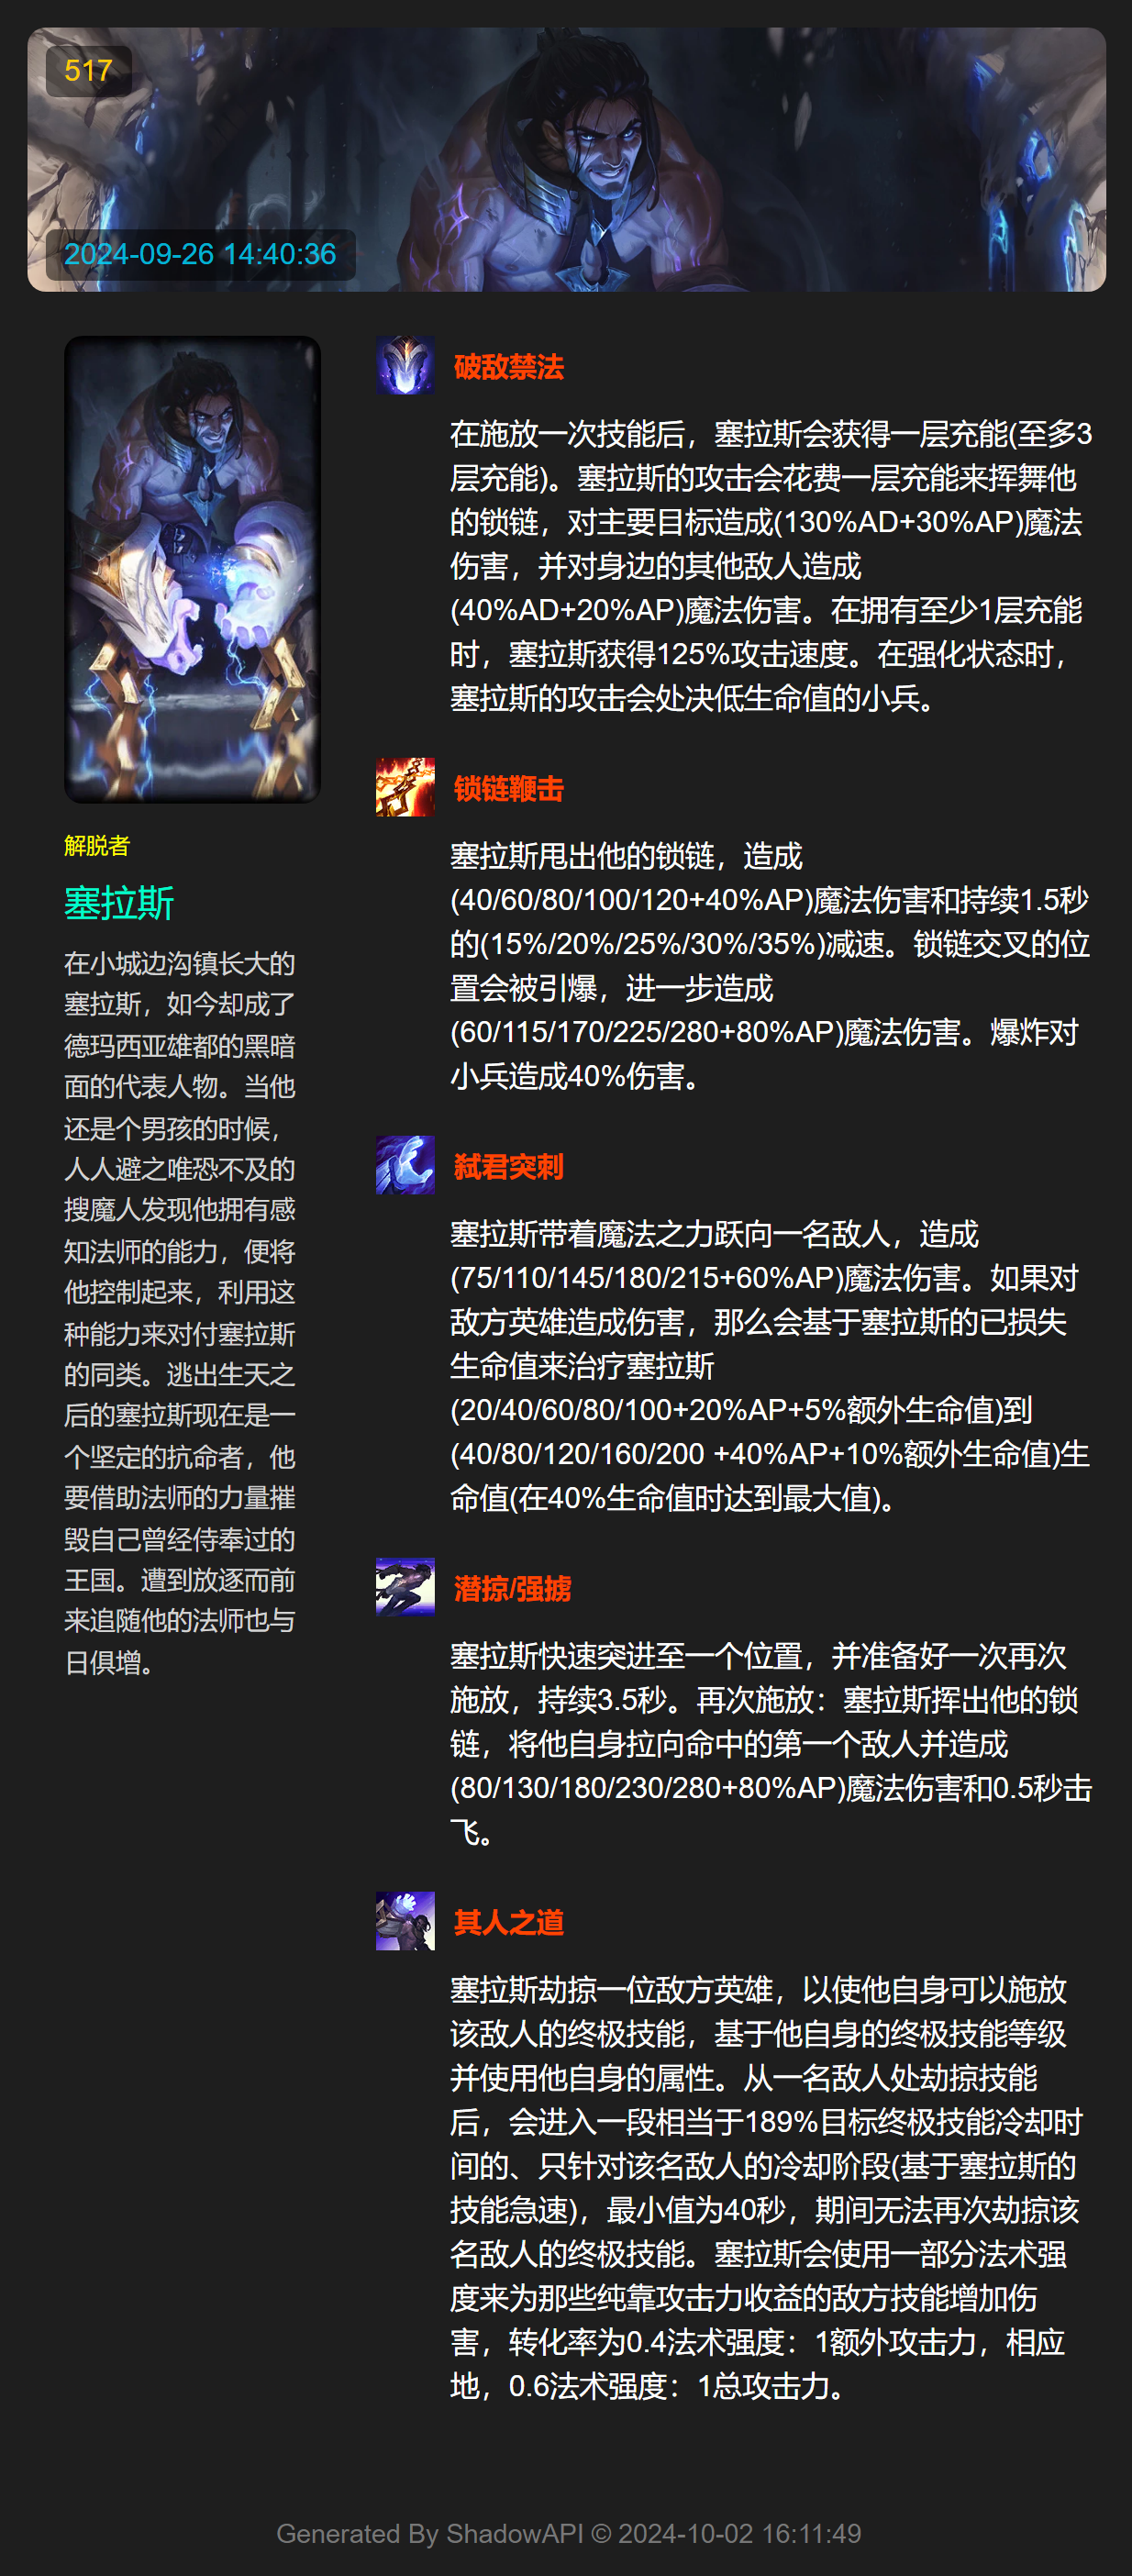 517
2024-09-26 14:40:36
解脱者
塞拉斯
在小城边沟镇长大的
塞拉斯，如今却成了
德玛西亚雄都的黑暗
面的代表人物。当他
还是个男孩的时候，
人人避之唯恐不及的
搜魔人发现他拥有感
知法师的能力，便将
他控制起来，利用这
种能力来对付塞拉斯
的同类。逃出生天之
后的塞拉斯现在是一
个坚定的抗命者，他
要借助法师的力量摧
毁自己曾经侍奉过的
王国。遭到放逐而前
来追随他的法师也与
日俱增。
破敌禁法
在施放一次技能后，塞拉斯会获得一层充能(至多3
层充能)。塞拉斯的攻击会花费一层充能来挥舞他
的锁链，对主要目标造成(130%AD+30%AP)魔法
伤害，并对身边的其他敌人造成
(40%AD+20%AP)魔法伤害。在拥有至少1层充能
时，塞拉斯获得125%攻击速度。在强化状态时，
塞拉斯的攻击会处决低生命值的小兵。
锁链鞭击
塞拉斯甩出他的锁链，造成
(40/60/80/100/120+40%AP)魔法伤害和持续1.5秒
的(15%/20%/25%/30%/35%)减速。锁链交叉的位
置会被引爆，进一步造成
(60/115/170/225/280+80%AP)魔法伤害。爆炸对
小兵造成40%伤害。
弑君突刺
塞拉斯带着魔法之力跃向一名敌人，造成
(75/110/145/180/215+60%AP)魔法伤害。如果对
敌方英雄造成伤害，那么会基于塞拉斯的已损失
生命值来治疗塞拉斯
(20/40/60/80/100+20%AP+5%额外生命值)到
(40/80/120/160/200 +40%AP+10%额外生命值)生
命值(在40%生命值时达到最大值)。
潜掠/强掳
塞拉斯快速突进至一个位置，并准备好一次再次
施放，持续3.5秒。再次施放：塞拉斯挥出他的锁
链，将他自身拉向命中的第一个敌人并造成
(80/130/180/230/280+80%AP)魔法伤害和0.5秒击
飞。
其人之道
塞拉斯劫掠一位敌方英雄，以使他自身可以施放
该敌人的终极技能，基于他自身的终极技能等级
并使用他自身的属性。从一名敌人处劫掠技能
后，会进入一段相当于189%目标终极技能冷却时
间的、只针对该名敌人的冷却阶段(基于塞拉斯的
技能急速)，最小值为40秒，期间无法再次劫掠该
名敌人的终极技能。塞拉斯会使用一部分法术强
度来为那些纯靠攻击力收益的敌方技能增加伤
害，转化率为0.4法术强度：1额外攻击力，相应
地，0.6法术强度：1总攻击力。
Generated By ShadowAPI © 2024-10-02 16:11:49